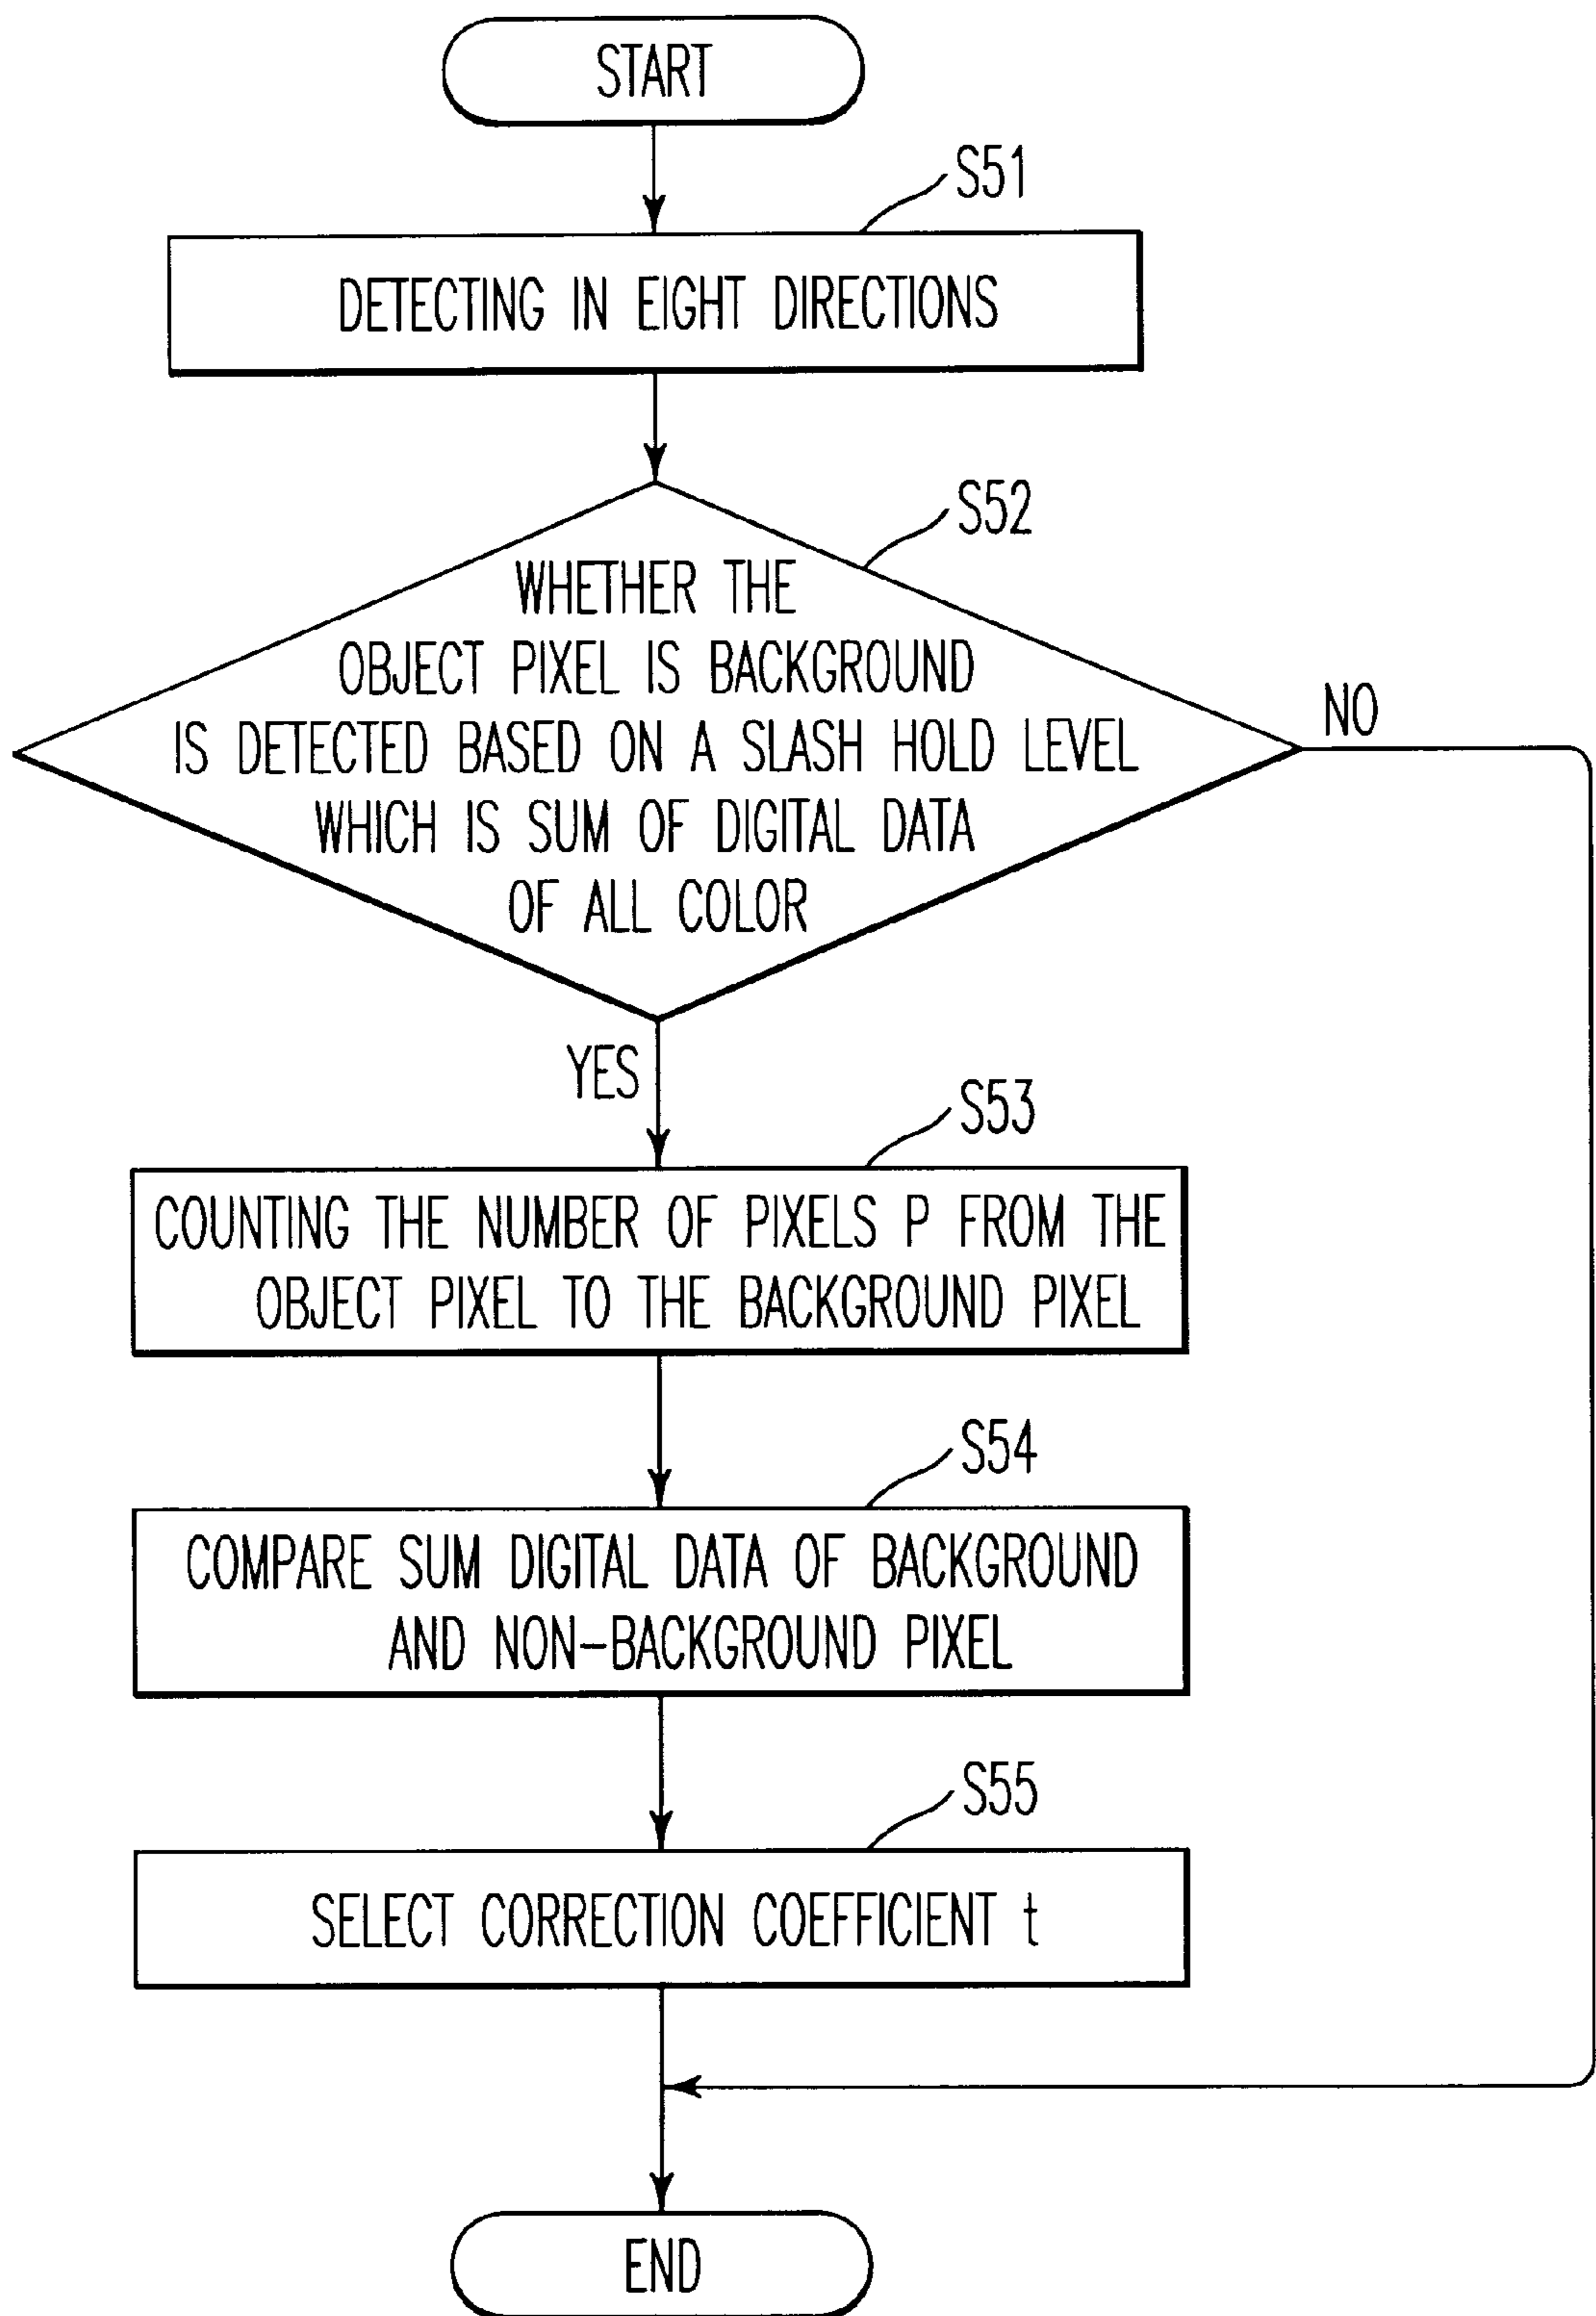 START
S51
DETECTING IN EIGHT DIRECTIONS
S52
WHETHER THE
OBJECT PIXEL IS BACKGROUND
IS DETECTED BASED ON A SLASH HOLD LEVEL
WHICH IS SUM OF DIGITAL DATA
OF ALL COLOR
NO
YES
S53
COUNTING THE NUMBER OF PIXELS P FROM THE
OBJECT PIXEL TO THE BACKGROUND PIXEL
S54
COMPARE SUM DIGITAL DATA OF BACKGROUND
AND NON-BACKGROUND PIXEL
S55
SELECT CORRECTION COEFFICIENT t
END